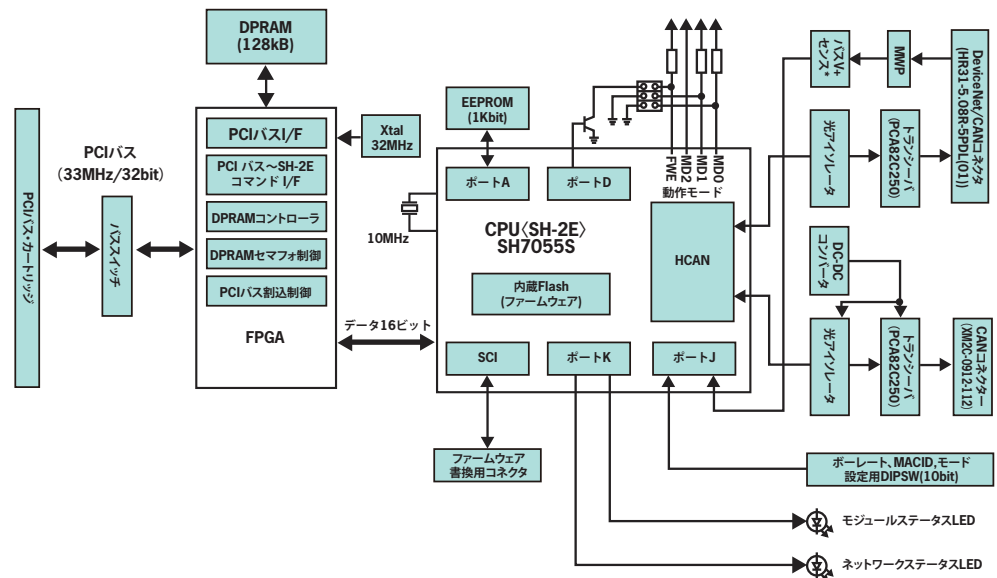 DPRAM
(128kB)
PCIバス・カートリッジ
PCIバス
(33MHz/32bit)
バススイッチ
PCIバスI/F
PCI バス〜SH-2E
コマンド I/F
DPRAMコントローラ
DPRAMセマフォ制御
PCIバス割込制御
FPGA
Xtal
32MHz
EEPROM
(1Kbit)
10MHz
データ16ビット
ポートA
ポートD
FWE
MD2
MD1
MD0
動作モード
CPU〈SH-2E〉
SH7055S
HCAN
内蔵Flash
(ファームウェア)
SCI
ポートK
ポートJ
ファームウェア
書換用コネクタ
バスV+
センス*
MWP
DeviceNet/CANコネクタ
(HR31-5.08R-5PDL(01))
光アイソレータ
トランシーバ
(PCA82C250)
DC-DC
コンバータ
光アイソレータ
トランシーバ
(PCA82C250)
CANコネクター
(XM2C-0912-112)
ボーレート、MACID,モード
設定用DIPSW(10bit)
モジュールステータスLED
ネットワークステータスLED